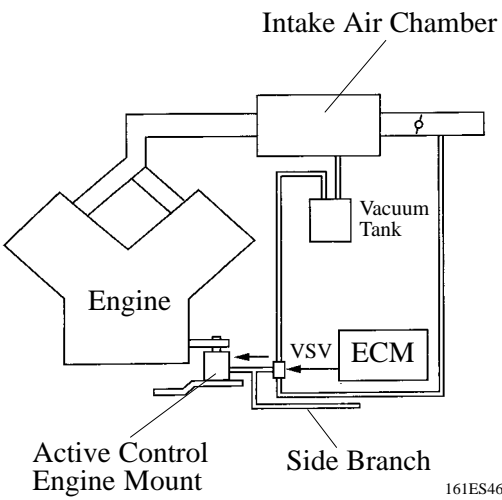 Intake Air Chamber
Vacuum
Tank
Engine
VSV
ECM
Active Control
Engine Mount
Side Branch
161ES46